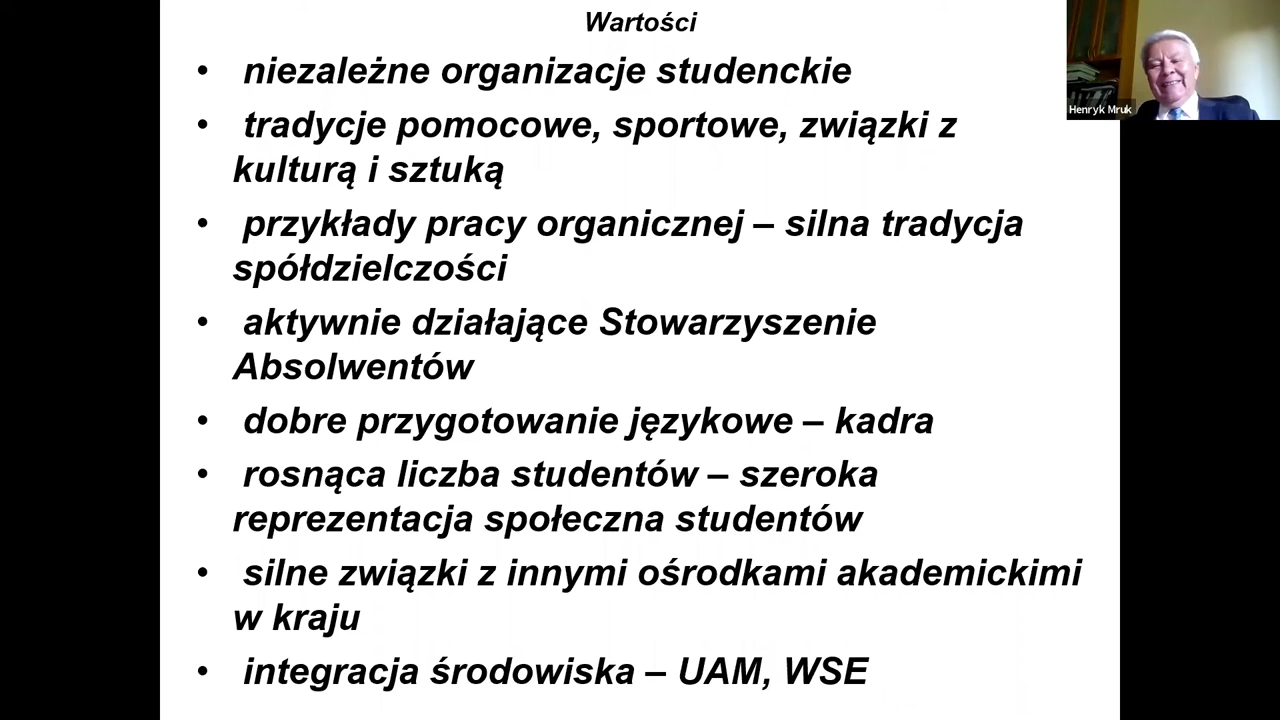 Wartości
• niezależne organizacje studenckie
• tradycje pomocowe, sportowe, związki z
kulturą i sztuką
• przykłady pracy organicznej – silna tradycja
spółdzielczości
• aktywnie działające Stowarzyszenie
Absolwentów
• dobre przygotowanie językowe – kadra
• rosnąca liczba studentów – szeroka
reprezentacja społeczna studentów
• silne związki z innymi ośrodkami akademickimi
w kraju
• integracja środowiska – UAM, WSE
Henryk Mruk